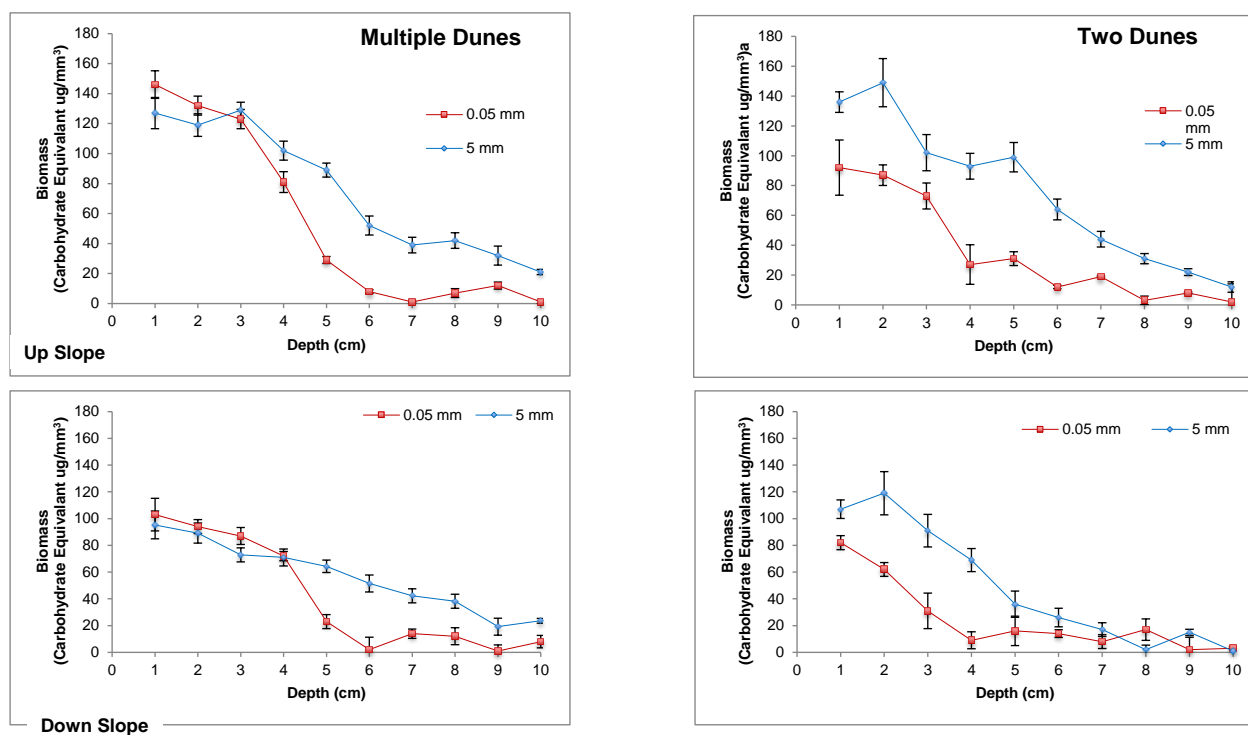 Multiple Dunes
180
160
140
120
100
80
60
40
20
0
Biomass
(Carbohydrate Equivalant ug/mm³)
0.05 mm
5 mm
0 1 2 3 4 5 6 7 8 9 10
Depth (cm)
Up Slope
Two Dunes
180
160
140
120
100
80
60
40
20
0
Biomass
(Carbohydrate Equivalant ug/mm³)a
0.05
mm
5 mm
0 1 2 3 4 5 6 7 8 9 10
Depth (cm)
180
160
140
120
100
80
60
40
20
0
Biomass
(Carbohydrate Equivalant ug/mm³)
0.05 mm 5 mm
0 1 2 3 4 5 6 7 8 9 10
Depth (cm)
Down Slope
180
160
140
120
100
80
60
40
20
0
Biomass
(Carbohydrate Equivalant ug/mm³)
0.05 mm 5 mm
0 1 2 3 4 5 6 7 8 9 10
Depth (cm)